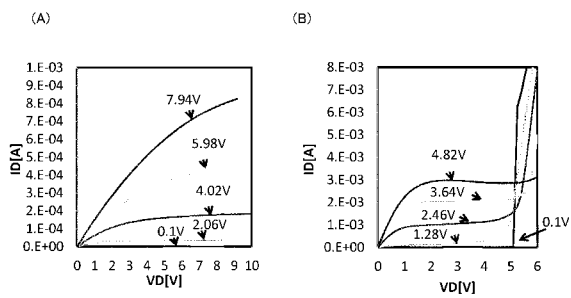 (A)
1.E-03
9.E-04
8.E-04
7.E-04
6.E-04
5.E-04
4.E-04
3.E-04
2.E-04
1.E-04
0.E+00
ID[A]
7.94V
5.98V
4.02V
2.06V
0.1V
0 1 2 3 4 5 6 7 8 9 10
VD[V]
(B)
8.E-03
7.E-03
6.E-03
5.E-03
4.E-03
3.E-03
2.E-03
1.E-03
0.E+00
ID[A]
4.82V
3.64V
2.46V
1.28V
0.1V
0 1 2 3 4 5 6
VD[V]